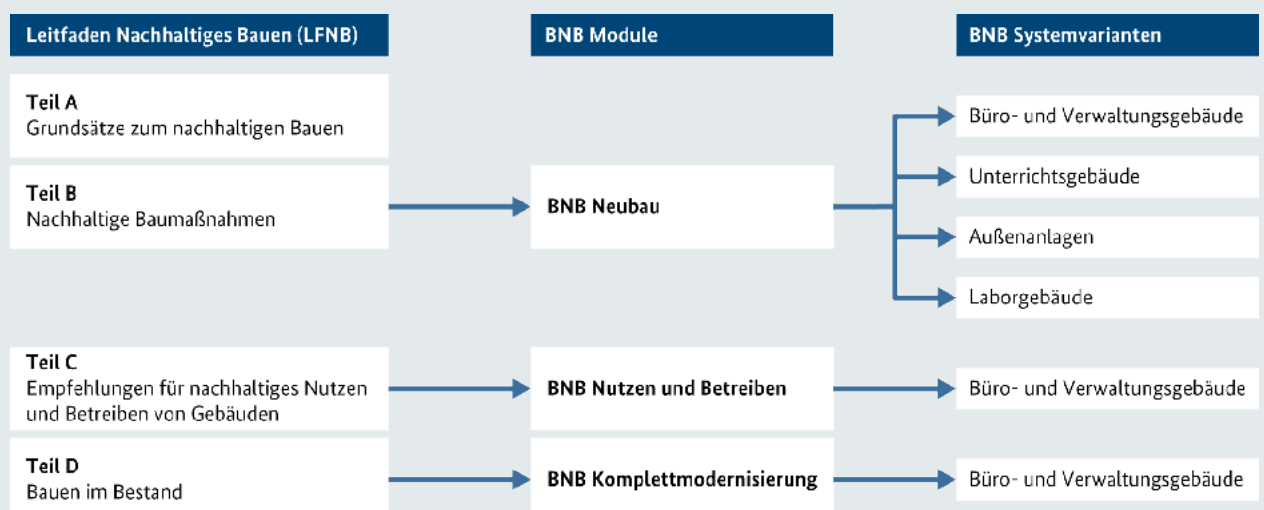 Leitfaden Nachhaltiges Bauen (LFNB)
BNB Module
BNB Systemvarianten
Teil A
Grundsätze zum nachhaltigen Bauen
Teil B
Nachhaltige Baumaßnahmen
BNB Neubau
Büro- und Verwaltungsgebäude
Unterrichtsgebäude
Außenanlagen
Laborgebäude
Teil C
Empfehlungen für nachhaltiges Nutzen
und Betreiben von Gebäuden
BNB Nutzen und Betreiben
Büro- und Verwaltungsgebäude
Teil D
Bauen im Bestand
BNB Komplettmodernisierung
Büro- und Verwaltungsgebäude